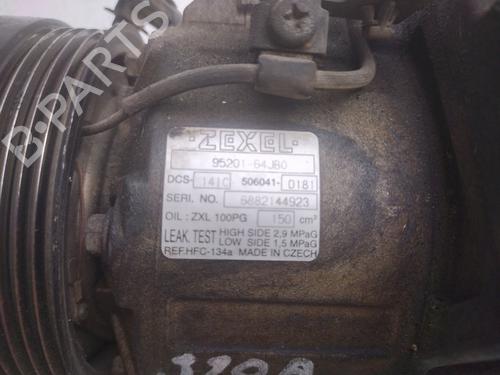 ZEXEL
95201-64JB0
DCS- 141C 506041- 0181
SERI. NO. 6882144923
OIL : ZXL 100PG 150 cm³
LEAK TEST HIGH SIDE 2,9 MPaG
LOW SIDE 1,5 MPaG
REF.HFC-134a MADE IN CZECH
B-PARTS